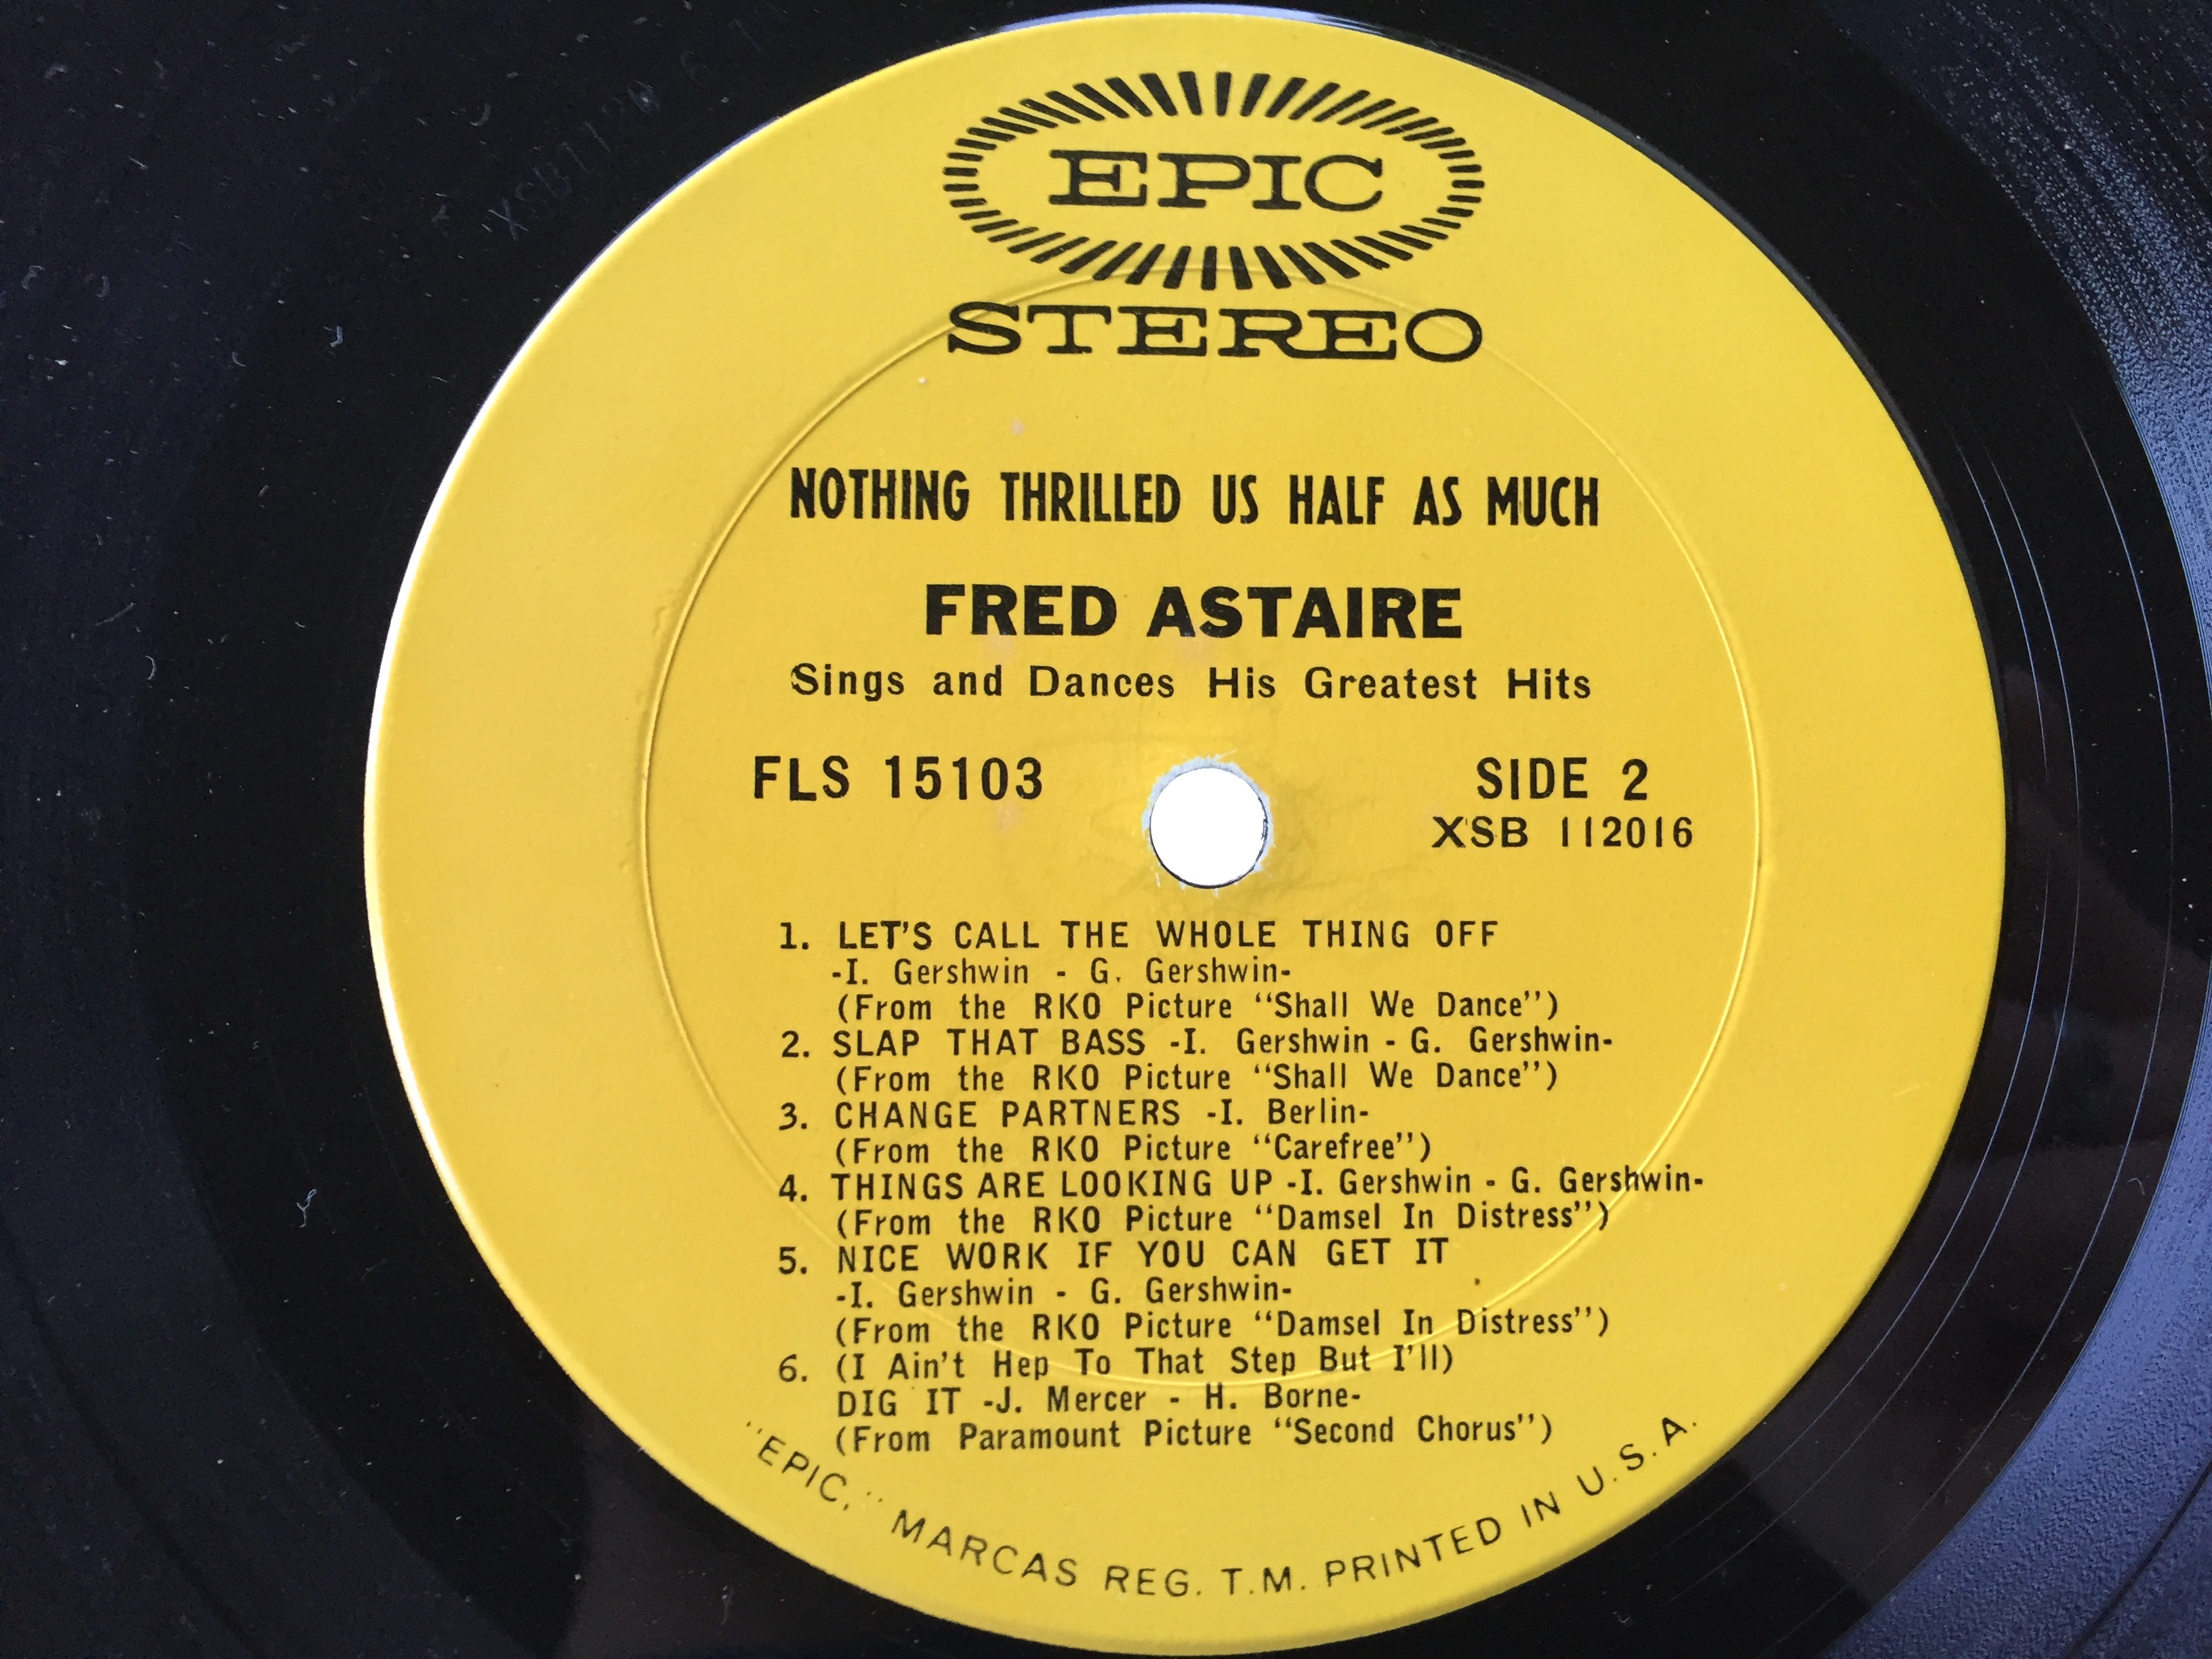 EPIC
STEREO
NOTHING THRILLED US HALF AS MUCH
FRED ASTAIRE
Sings and Dances His Greatest Hits
FLS 15103
SIDE 2
XSB 112016
1. LET'S CALL THE WHOLE THING OFF
-I. Gershwin - G. Gershwin-
(From the RKO Picture "Shall We Dance")
2. SLAP THAT BASS -I. Gershwin - G. Gershwin-
(From the RKO Picture "Shall We Dance")
3. CHANGE PARTNERS -I. Berlin-
(From the RKO Picture "Carefree")
4. THINGS ARE LOOKING UP -I. Gershwin - G. Gershwin-
(From the RKO Picture "Damsel In Distress")
5. NICE WORK IF YOU CAN GET IT
-I. Gershwin - G. Gershwin-
(From the RKO Picture "Damsel In Distress")
6. (I Ain't Hep To That Step But I'll)
DIG IT -J. Mercer - H. Borne-
(From Paramount Picture "Second Chorus")
"EPIC," MARCAS REG. T.M. PRINTED IN U.S.A.